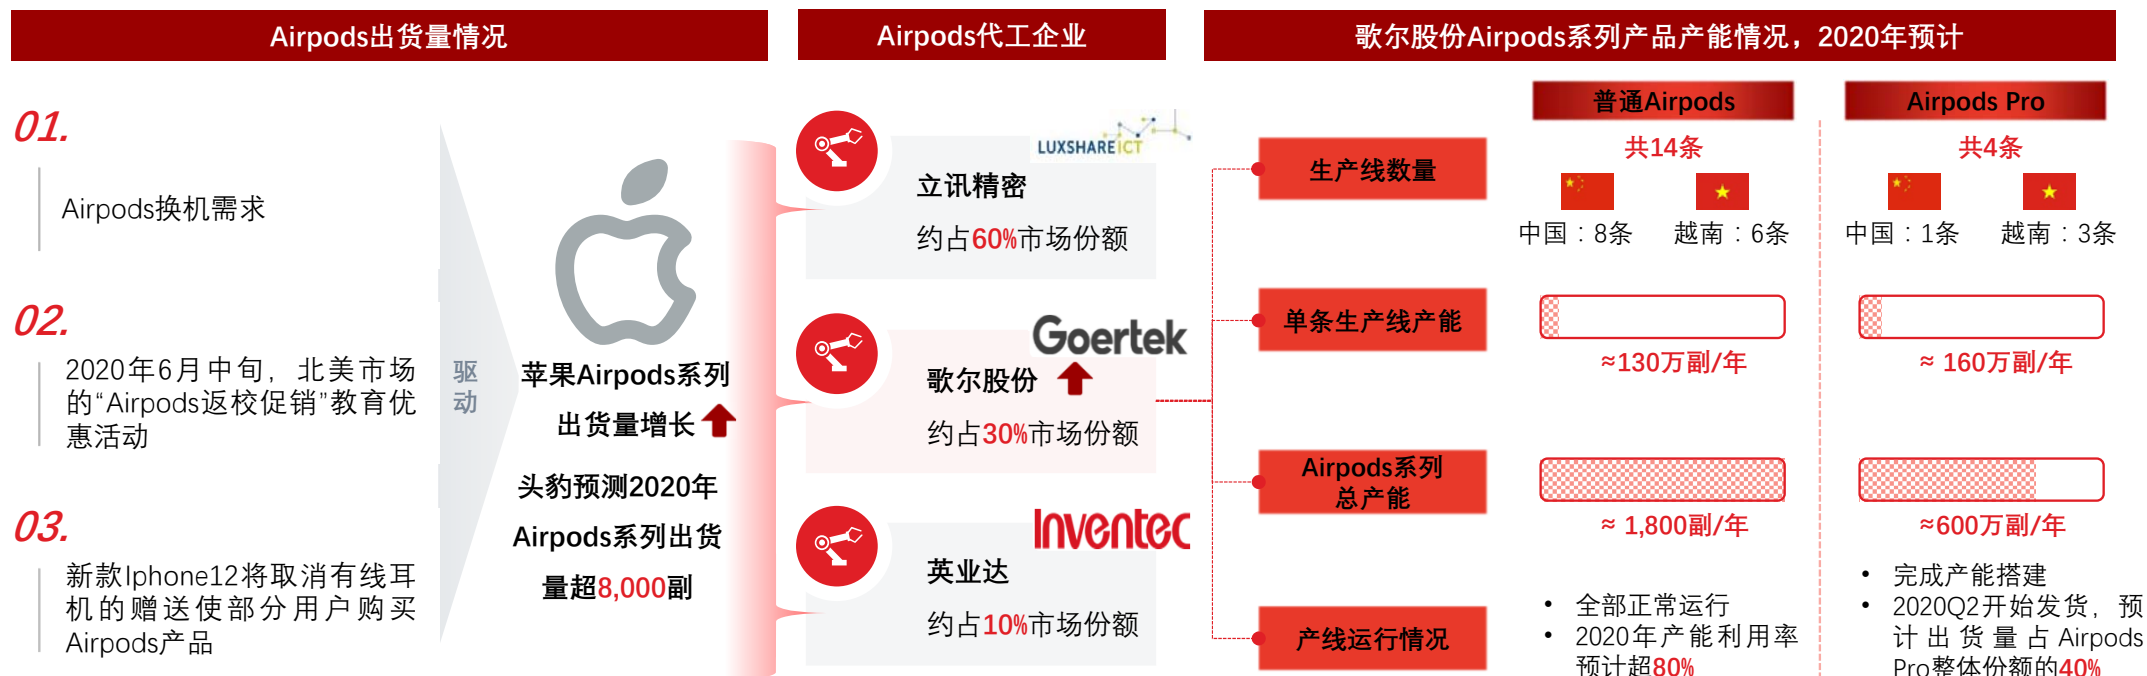 Airpods出货量情况
01.
Airpods换机需求
02.
2020年6月中旬，北美市场
的“Airpods返校促销”教育优
惠活动
03.
新款Iphone12将取消有线耳
机的赠送使部分用户购买
Airpods产品
驱
动
苹果Airpods系列
出货量增长
头豹预测2020年
Airpods系列出货
量超8,000副
Airpods代工企业
LUXSHARE ICT
立讯精密
约占60%市场份额
Goertek
歌尔股份
约占30%市场份额
Inventec
英业达
约占10%市场份额
歌尔股份Airpods系列产品产能情况，2020年预计
普通Airpods
Airpods Pro
生产线数量
共14条
中国：8条
越南：6条
共4条
中国：1条
越南：3条
单条生产线产能
≈130万副/年
≈ 160万副/年
Airpods系列
总产能
≈ 1,800副/年
≈600万副/年
产线运行情况
• 全部正常运行
• 2020年产能利用率
预计超80%
• 完成产能搭建
• 2020Q2开始发货，预
计出货量占Airpods
Pro整体份额的40%